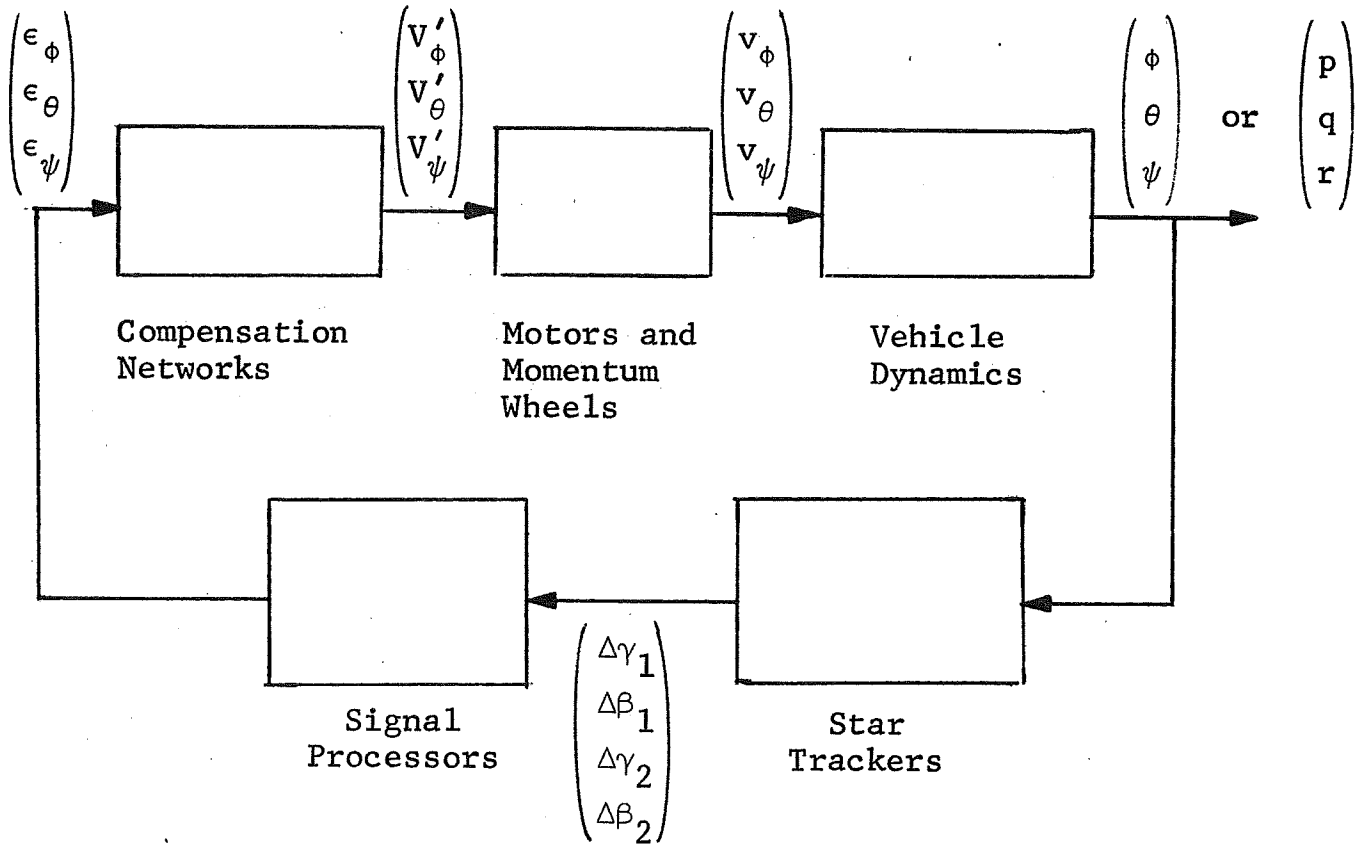 ϵ_ϕ
ϵ_θ
ϵ_ψ
V′_ϕ
V′_θ
V′_ψ
v_ϕ
v_θ
v_ψ
ϕ
θ
ψ
or
p
q
r
Compensation
Networks
Motors and
Momentum
Wheels
Vehicle
Dynamics
Signal
Processors
Δγ_1
Δβ_1
Δγ_2
Δβ_2
Star
Trackers